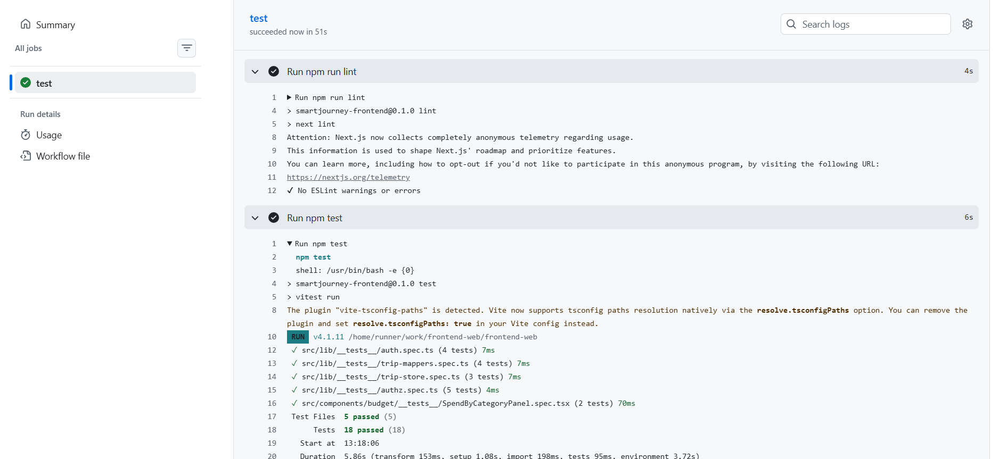 Summary
All jobs
test
Run details
Usage
Workflow file
test
succeeded now in 51s
Search logs
Run npm run lint 4s
1 ▶ Run npm run lint
4 > smartjourney-frontend@0.1.0 lint
5 > next lint
8 Attention: Next.js now collects completely anonymous telemetry regarding usage.
9 This information is used to shape Next.js' roadmap and prioritize features.
10 You can learn more, including how to opt-out if you'd not like to participate in this anonymous program, by visiting the following URL:
11 https://nextjs.org/telemetry
12 ✓ No ESLint warnings or errors
Run npm test 6s
1 ▼ Run npm test
2 npm test
3 shell: /usr/bin/bash -e {0}
4 > smartjourney-frontend@0.1.0 test
5 > vitest run
8 The plugin "vite-tsconfig-paths" is detected. Vite now supports tsconfig paths resolution natively via the resolve.tsconfigPaths option. You can remove the
plugin and set resolve.tsconfigPaths: true in your Vite config instead.
10 RUN v4.1.11 /home/runner/work/frontend-web/frontend-web
12 ✓ src/lib/__tests__/auth.spec.ts (4 tests) 7ms
13 ✓ src/lib/__tests__/trip-mappers.spec.ts (4 tests) 7ms
14 ✓ src/lib/__tests__/trip-store.spec.ts (3 tests) 7ms
15 ✓ src/lib/__tests__/authz.spec.ts (5 tests) 4ms
16 ✓ src/components/budget/__tests__/SpendByCategoryPanel.spec.tsx (2 tests) 70ms
17 Test Files 5 passed (5)
18 Tests 18 passed (18)
19 Start at 13:18:06
20 Duration 5.86s (transform 153ms, setup 1.08s, import 198ms, tests 95ms, environment 3.72s)